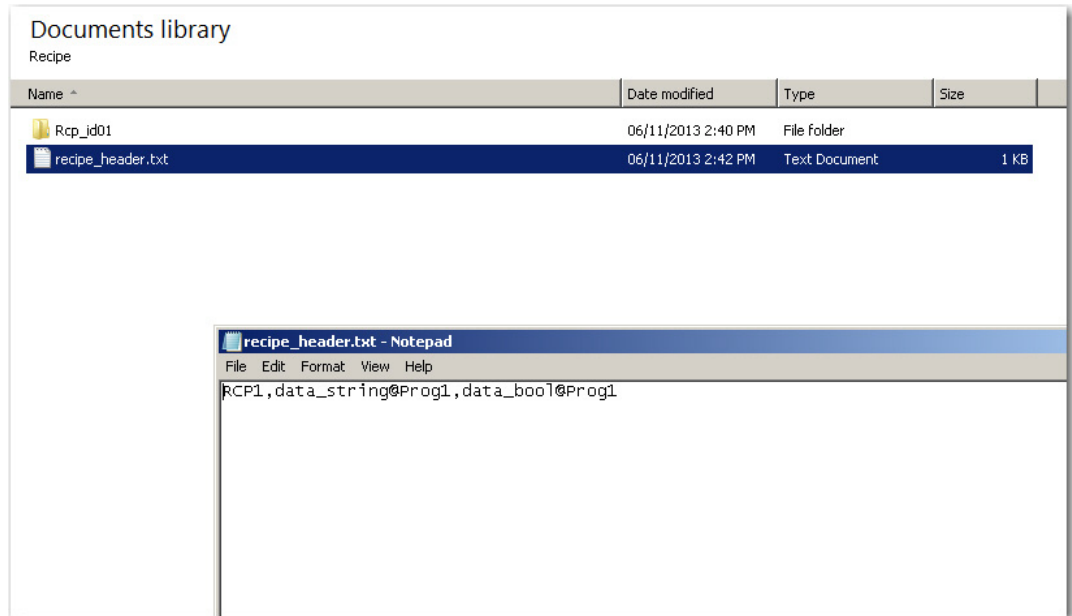 Documents library
Recipe
Name Date modified Type Size
Rcp_id01 06/11/2013 2:40 PM File folder
recipe_header.txt 06/11/2013 2:42 PM Text Document 1 KB
recipe_header.txt - Notepad
File Edit Format View Help
RCP1,data_string@Prog1,data_bool@Prog1